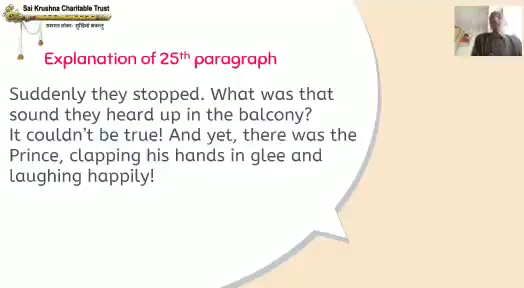 Sai Krushna Charitable Trust
Explanation of 25th paragraph
Suddenly they stopped. What was that
sound they heard up in the balcony?
It couldn't be true! And yet, there was the
Prince, clapping his hands in glee and
laughing happily!